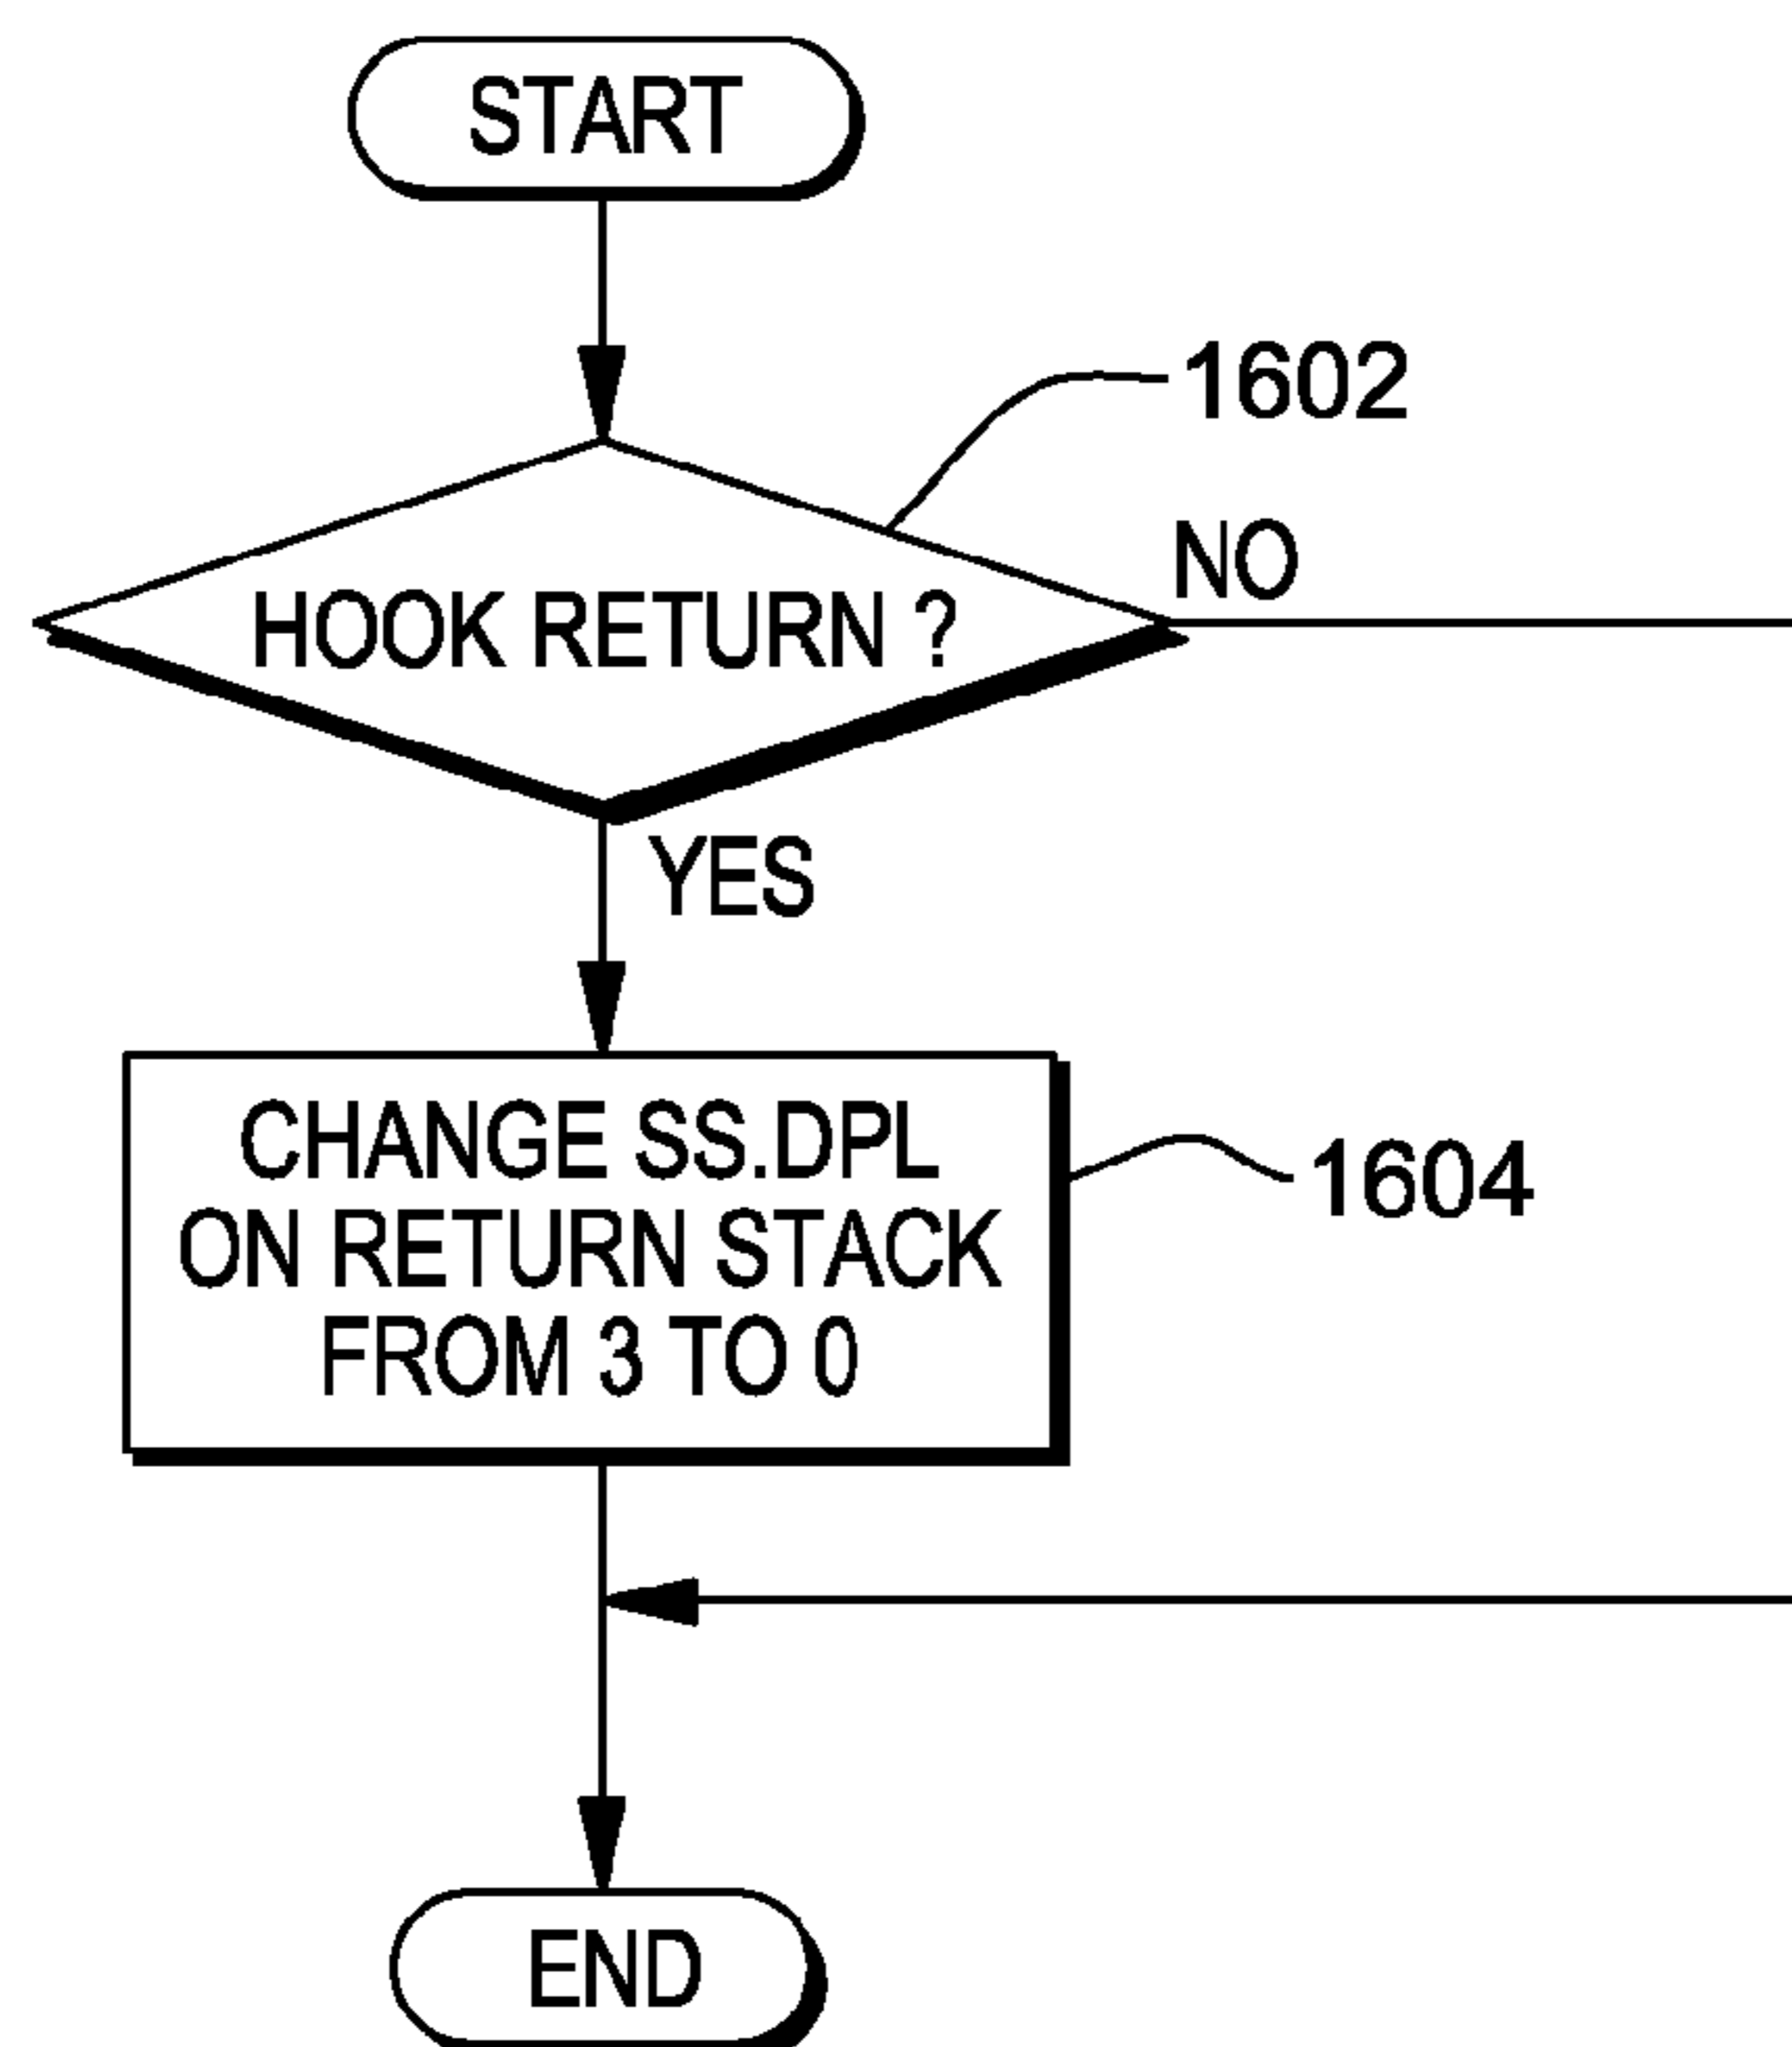 START
1602
NO
HOOK RETURN ?
YES
CHANGE SS.DPL
ON RETURN STACK
FROM 3 TO 0
1604
END